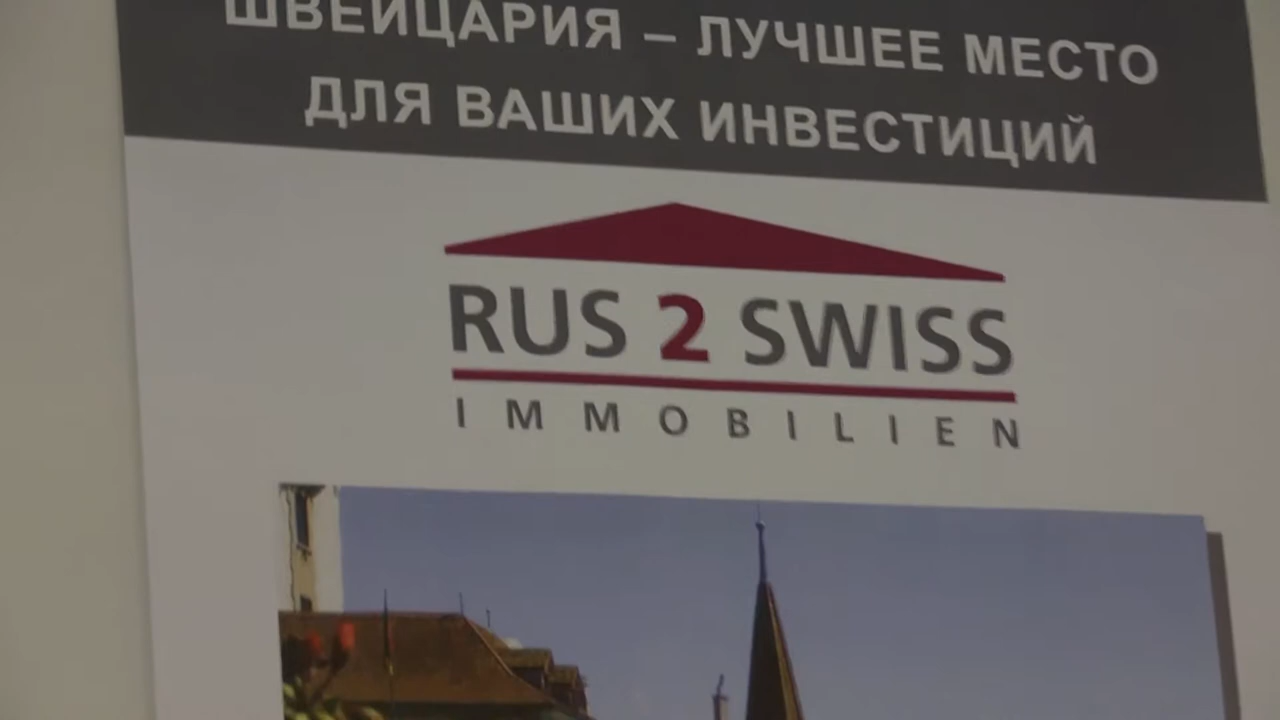 ШВЕЙЦАРИЯ – ЛУЧШЕЕ МЕСТО
ДЛЯ ВАШИХ ИНВЕСТИЦИЙ
RUS 2 SWISS
IMMOBILIEN